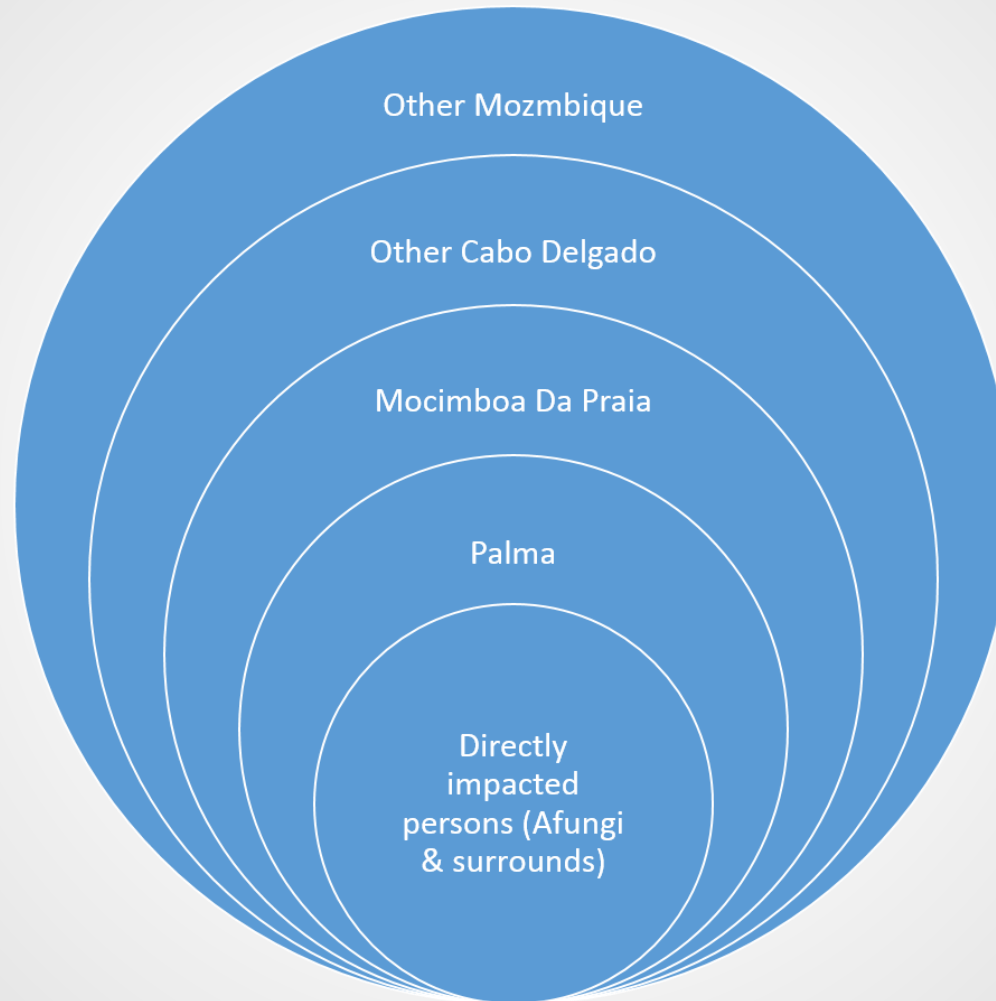 Other Mozmbique
Other Cabo Delgado
Mocimboa Da Praia
Palma
Directly
impacted
persons (Afungi
& surrounds)